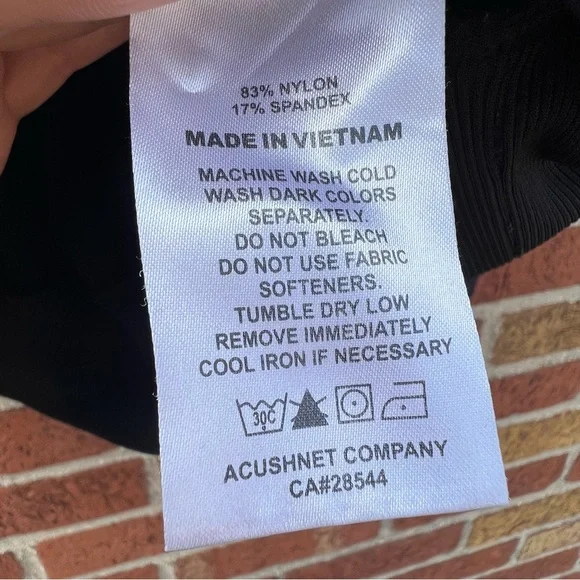 83% NYLON
17% SPANDEX
MADE IN VIETNAM
MACHINE WASH COLD
WASH DARK COLORS
SEPARATELY.
DO NOT BLEACH
DO NOT USE FABRIC
SOFTENERS.
TUMBLE DRY LOW
REMOVE IMMEDIATELY
COOL IRON IF NECESSARY
30C
ACUSHNET COMPANY
CA#28544